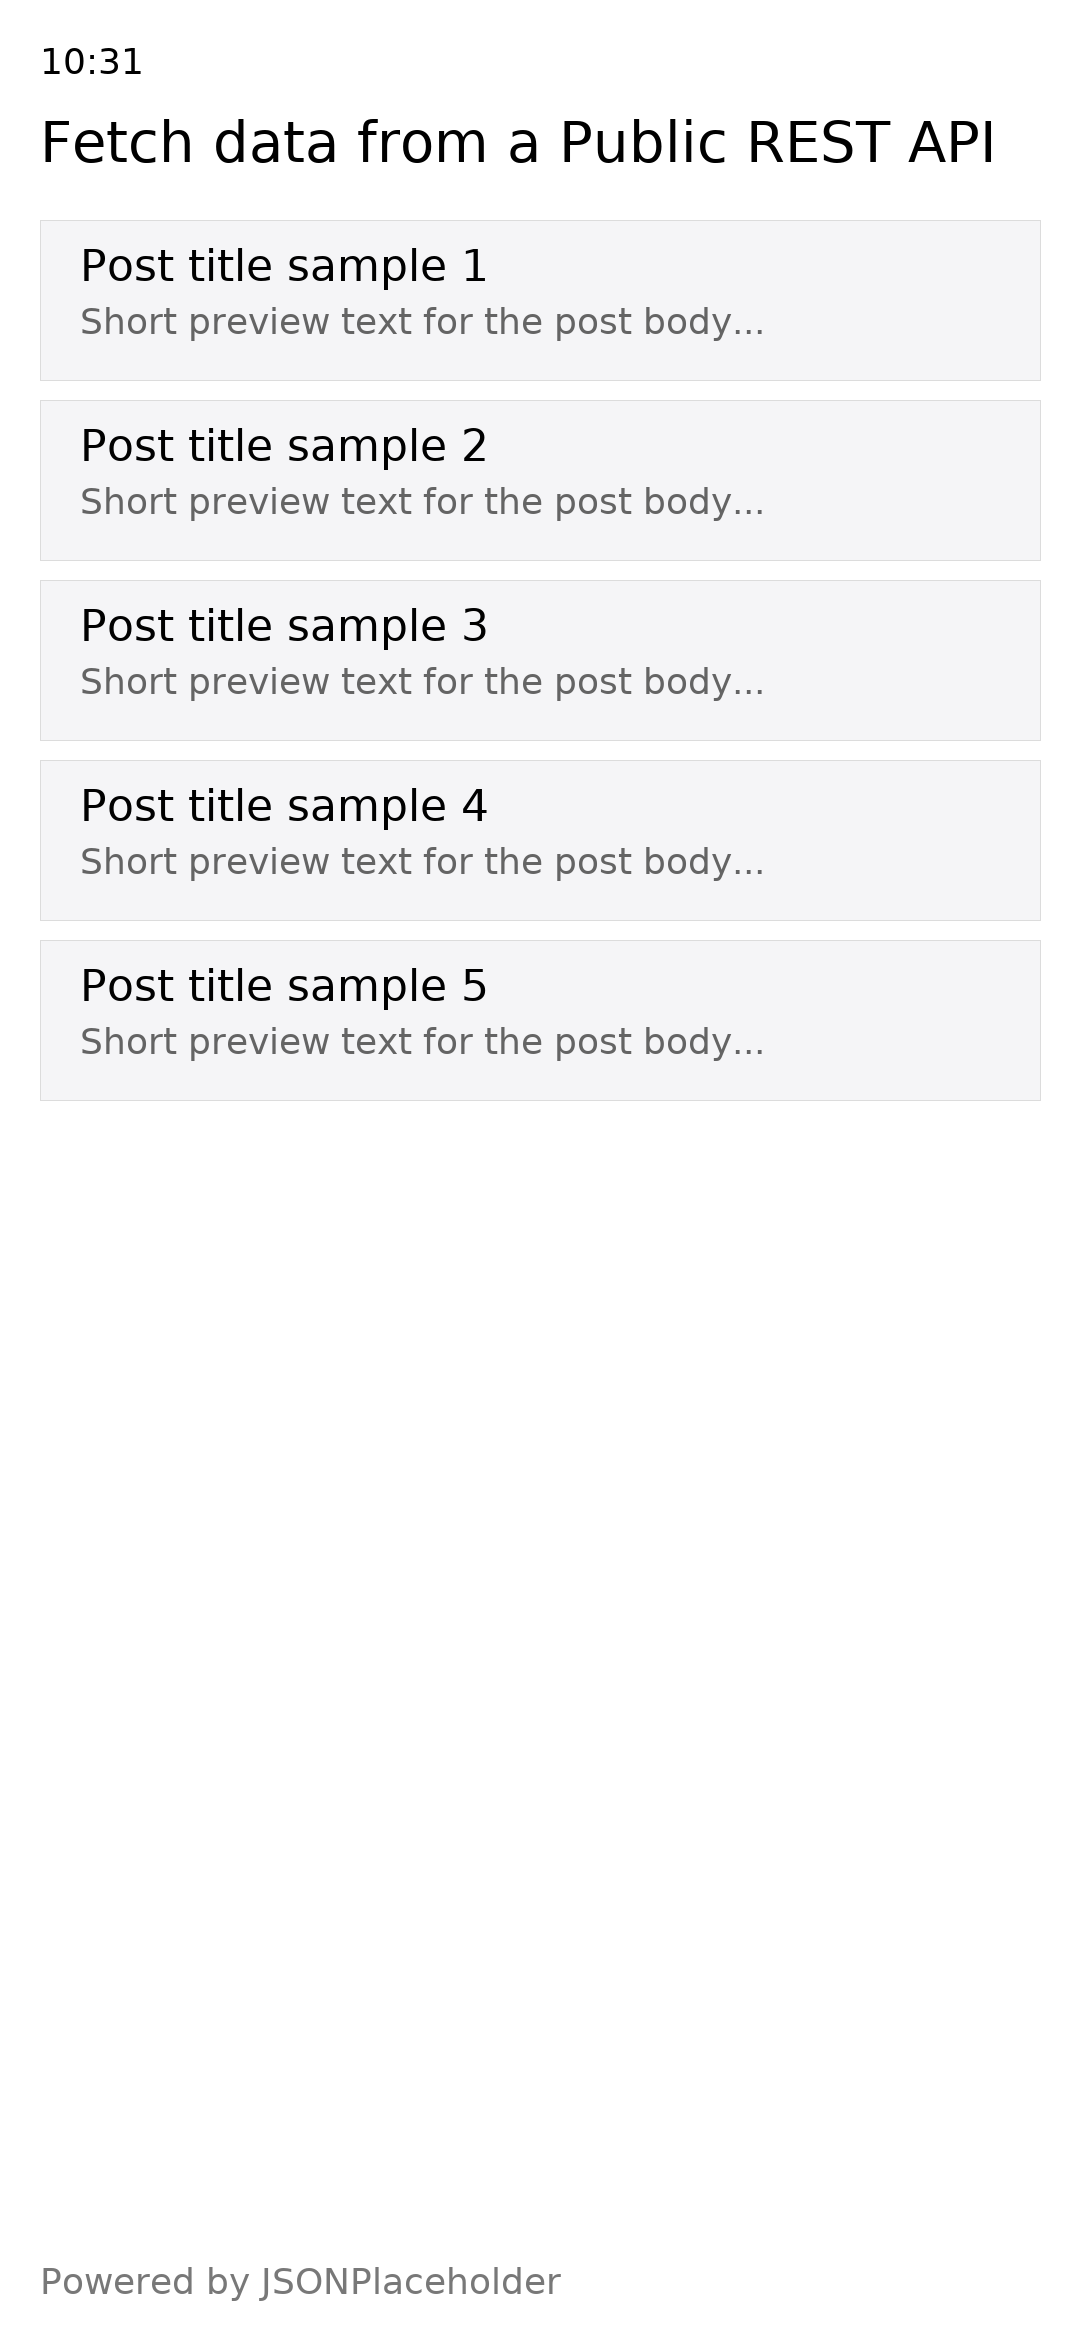 10:31
Fetch data from a Public REST API
Post title sample 1
Short preview text for the post body...
Post title sample 2
Short preview text for the post body...
Post title sample 3
Short preview text for the post body...
Post title sample 4
Short preview text for the post body...
Post title sample 5
Short preview text for the post body...
Powered by JSONPlaceholder